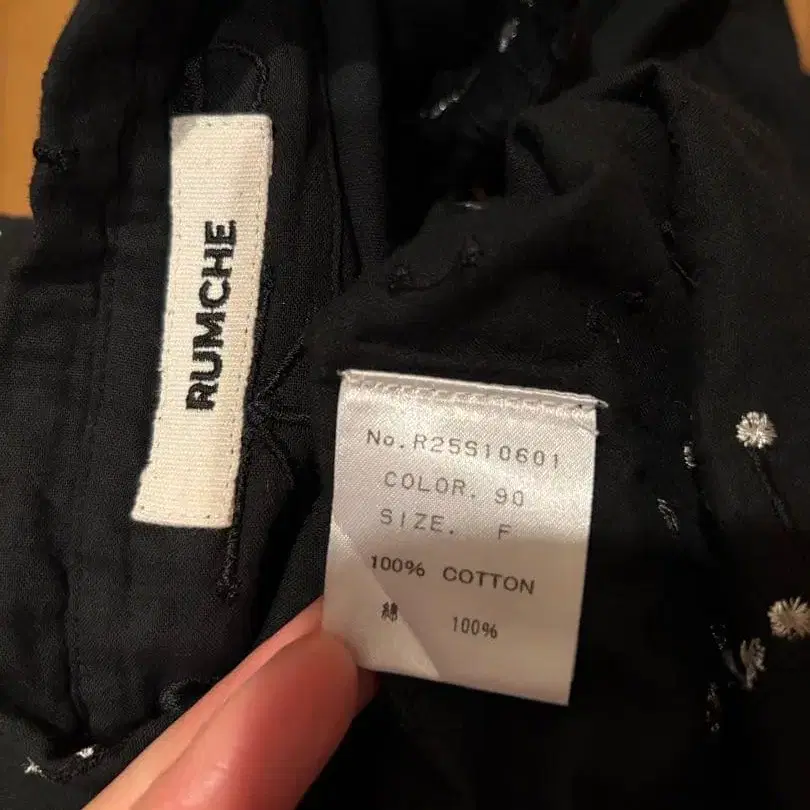 RUMCHE
No. R25S10601
COLOR. 90
SIZE. F
100% COTTON
綿 100%